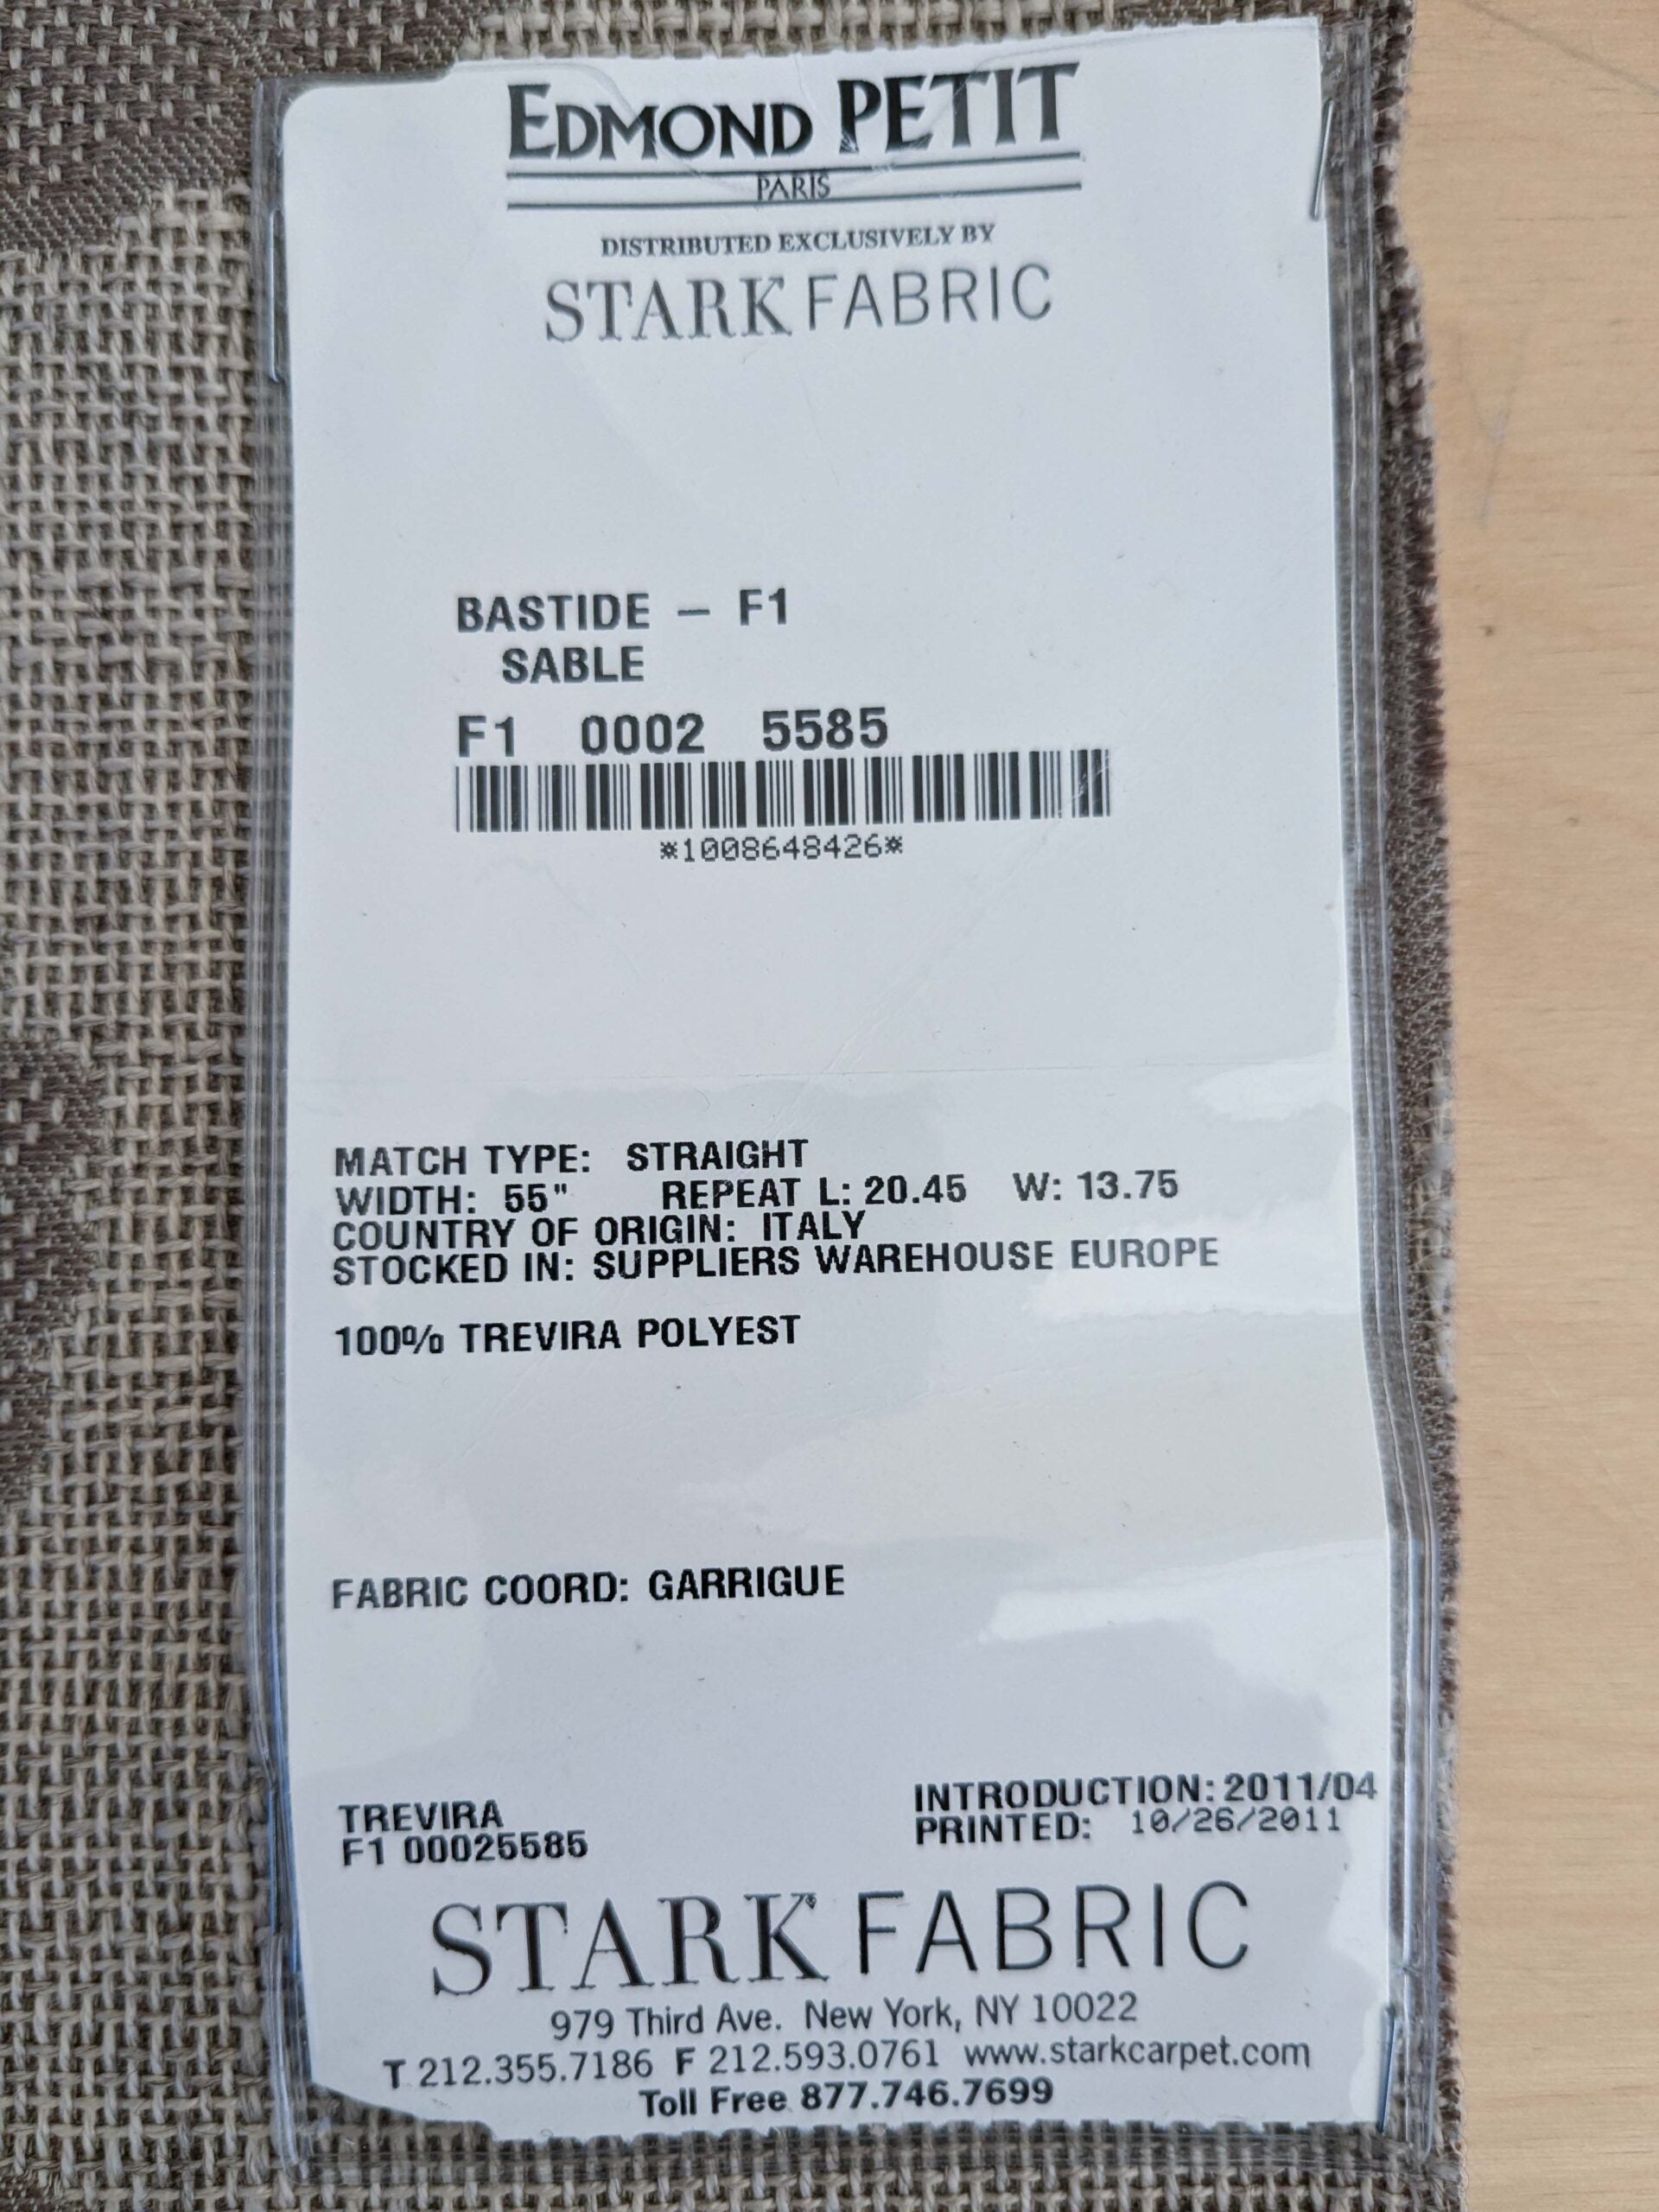 EDMOND PETIT
PARIS
DISTRIBUTED EXCLUSIVELY BY
STARK FABRIC
BASTIDE – F1
SABLE
F1 0002 5585
*1008648426*
MATCH TYPE: STRAIGHT
WIDTH: 55" REPEAT L: 20.45 W: 13.75
COUNTRY OF ORIGIN: ITALY
STOCKED IN: SUPPLIERS WAREHOUSE EUROPE
100% TREVIRA POLYEST
FABRIC COORD: GARRIGUE
TREVIRA INTRODUCTION: 2011/04
F1 00025585 PRINTED: 10/26/2011
STARK FABRIC
979 Third Ave. New York, NY 10022
T 212.355.7186 F 212.593.0761 www.starkcarpet.com
Toll Free 877.746.7699